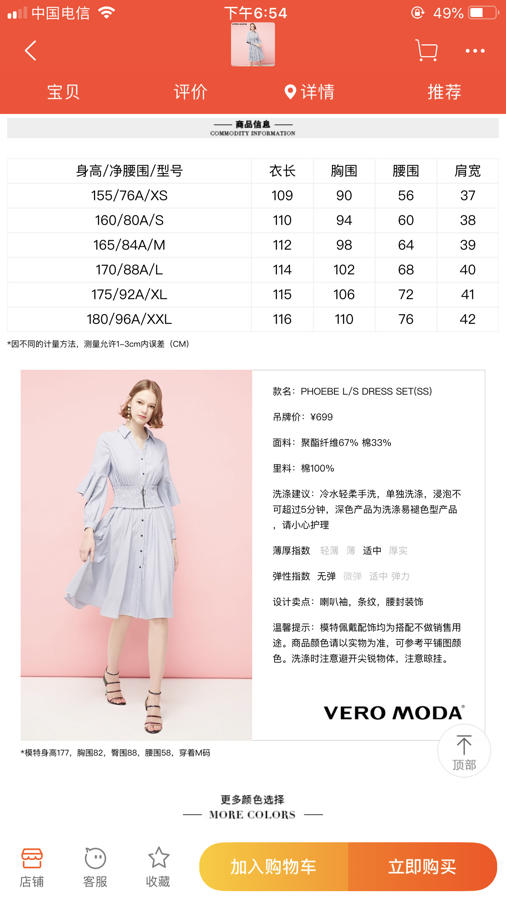 中国电信 下午6:54 49%
VERO MODA
宝贝 评价 详情 推荐
商品信息
COMMODITY INFORMATION
身高/净腰围/型号 衣长 胸围 腰围 肩宽
155/76A/XS 109 90 56 37
160/80A/S 110 94 60 38
165/84A/M 112 98 64 39
170/88A/L 114 102 68 40
175/92A/XL 115 106 72 41
180/96A/XXL 116 110 76 42
*因不同的计量方法，测量允许1-3cm内误差（CM）
款名：PHOEBE L/S DRESS SET(SS)
吊牌价：¥699
面料：聚酯纤维67% 棉33%
里料：棉100%
洗涤建议：冷水轻柔手洗，单独洗涤，浸泡不
可超过5分钟，深色产品为洗涤易褪色型产品
，请小心护理
薄厚指数 轻薄 薄 适中 厚实
弹性指数 无弹 微弹 适中 弹力
设计卖点：喇叭袖，条纹，腰封装饰
温馨提示：模特佩戴配饰均为搭配不做销售用
途。商品颜色请以实物为准，可参考平铺图颜
色。洗涤时注意避开尖锐物体，注意晾挂。
VERO MODA®
*模特身高177，胸围82，臀围88，腰围58，穿着M码
顶部
更多颜色选择
MORE COLORS
店铺 客服 收藏 加入购物车 立即购买